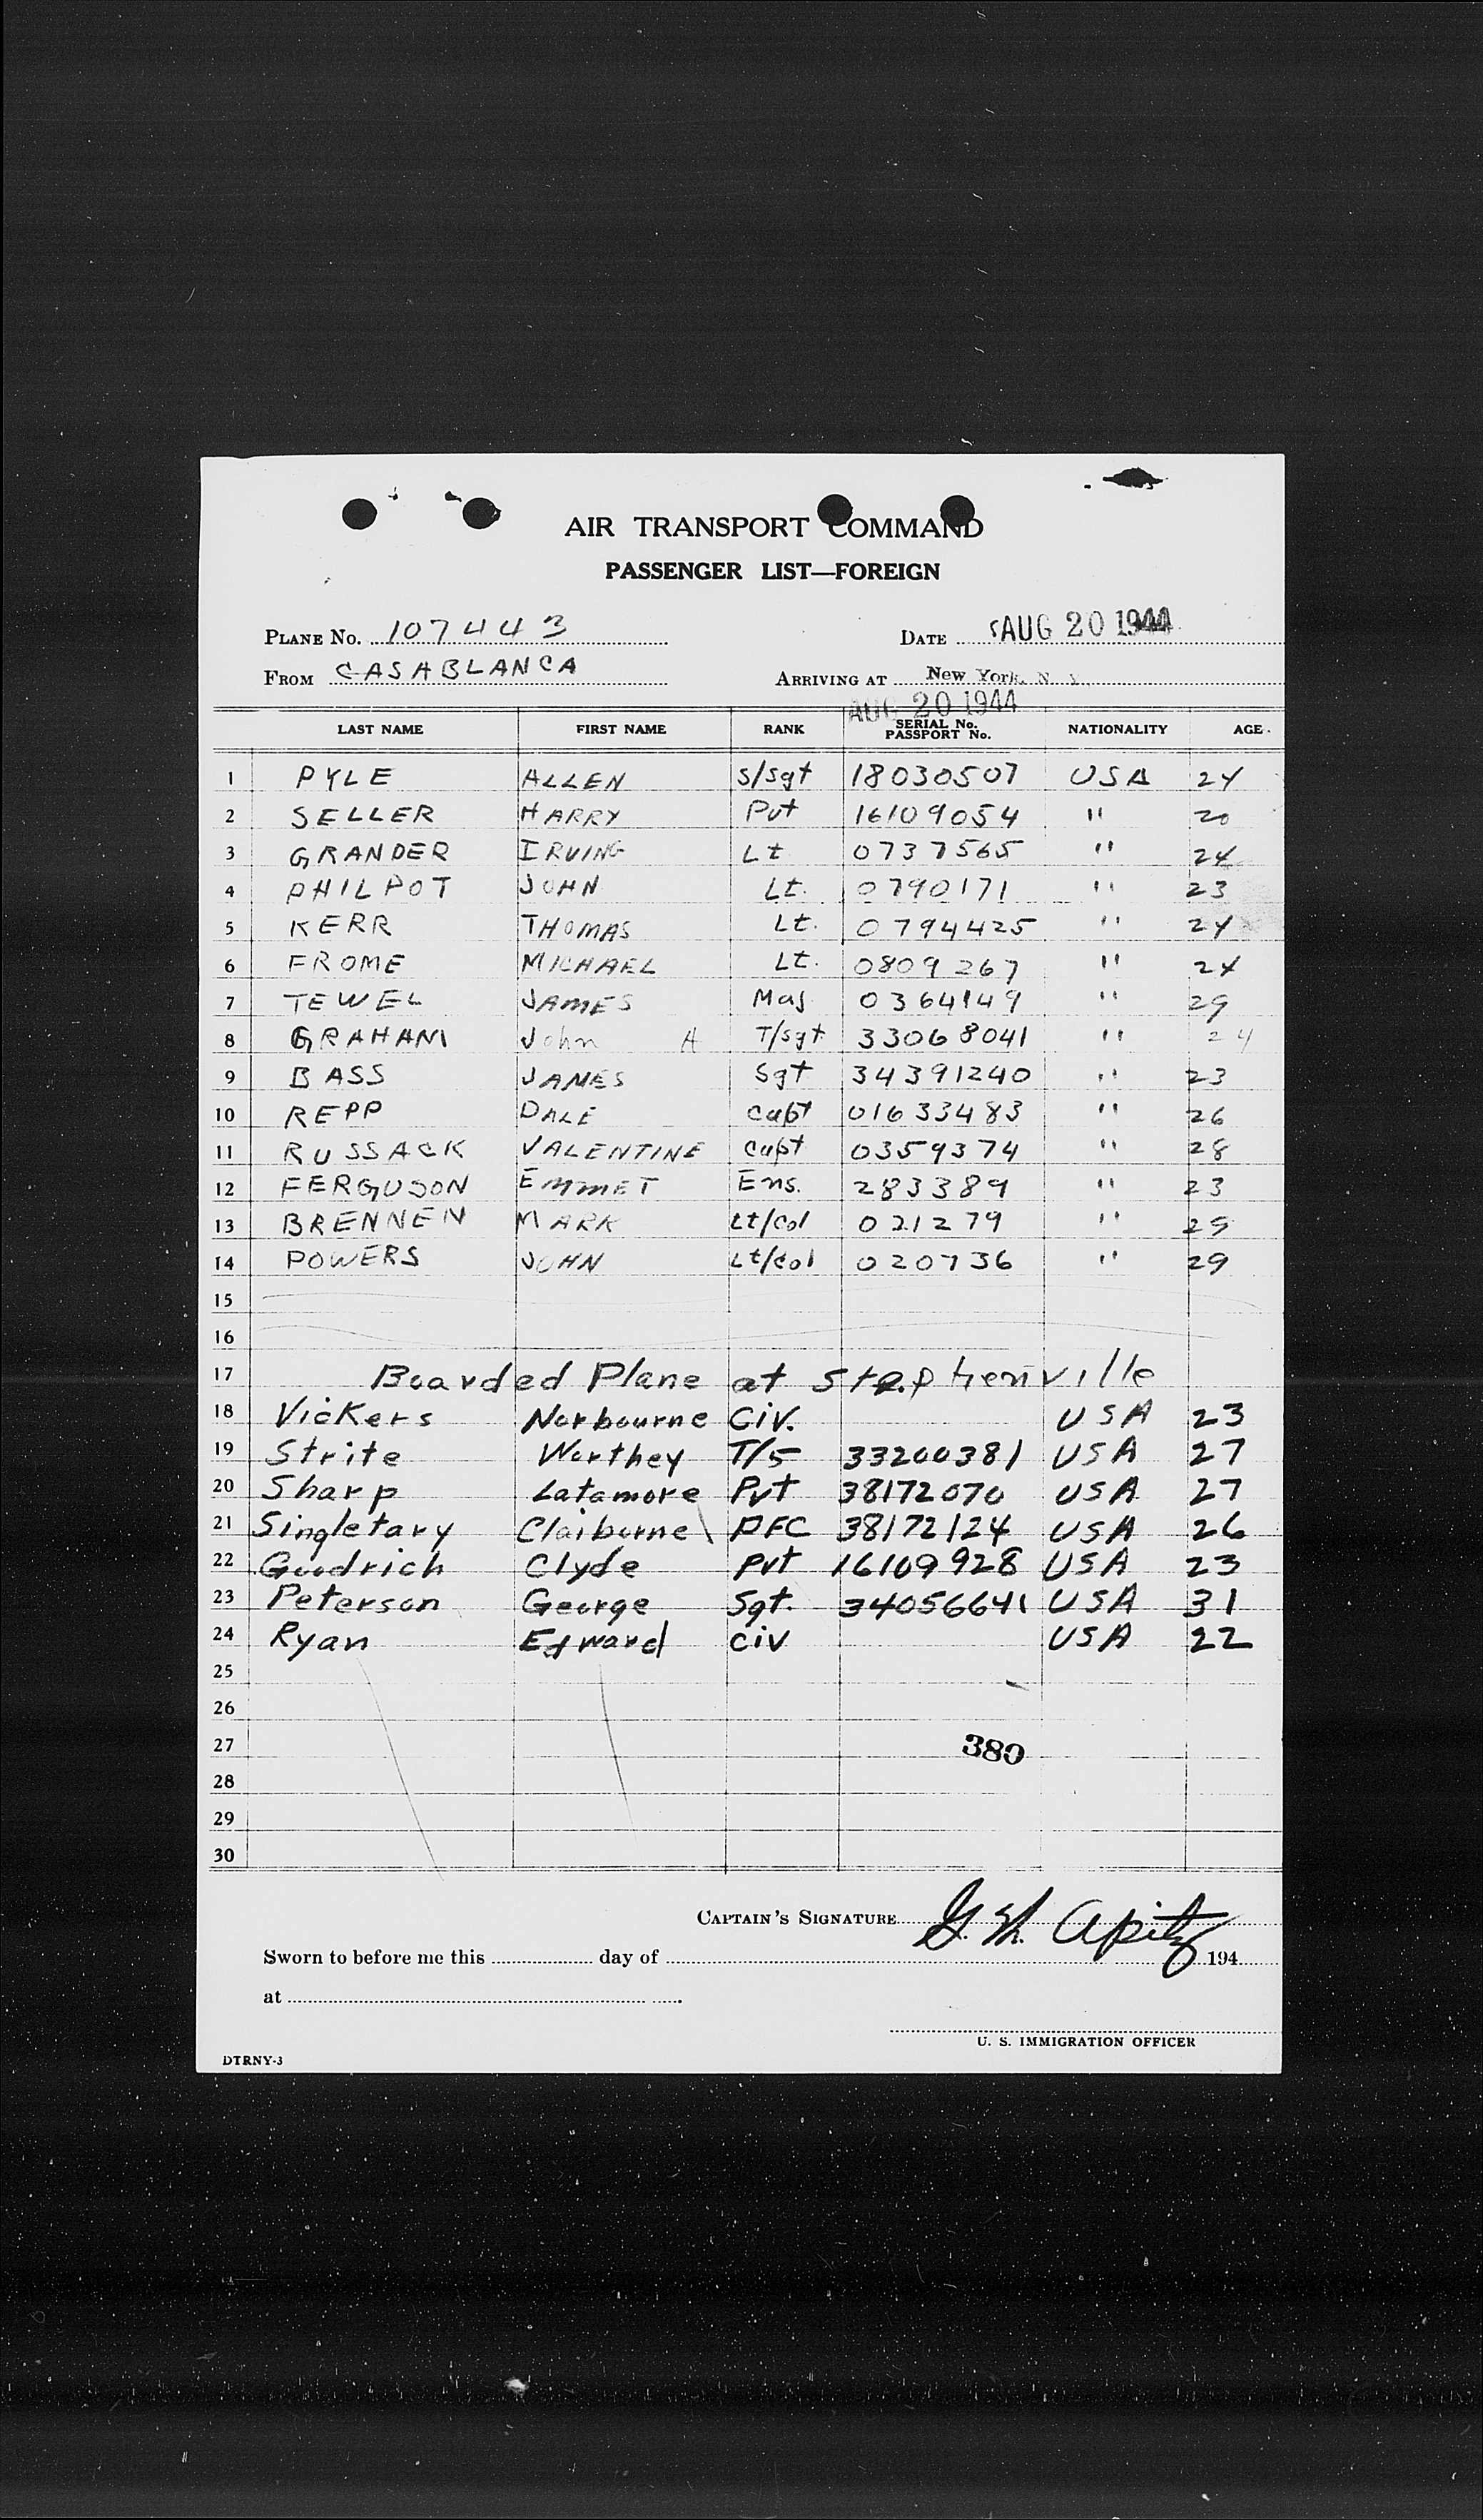 AIR TRANSPORT COMMAND
PASSENGER LIST—FOREIGN
PLANE No. 107443 DATE AUG 20 1944
FROM CASABLANCA ARRIVING AT New York, N. Y.
AUG 20 1944
LAST NAME FIRST NAME RANK SERIAL No. PASSPORT No. NATIONALITY AGE
1 PYLE ALLEN S/Sgt 18030507 USA 24
2 SELLER HARRY Pvt 16109054 " 20
3 GRANDER IRVING Lt 0737565 " 24
4 PHILPOT JOHN Lt. 0790171 " 23
5 KERR THOMAS Lt. 0794425 " 24
6 FROME MICHAEL Lt. 0809267 " 24
7 TEWEL JAMES Maj 0364149 " 29
8 GRAHAM John A T/Sgt 33068041 " 24
9 BASS JAMES Sgt 34391240 " 23
10 REPP DALE Capt 01633483 " 26
11 RUSSACK VALENTINE Capt 0359374 " 28
12 FERGUSON EMMET Ens. 283389 " 23
13 BRENNEN MARK Lt/Col 021279 " 25
14 POWERS JOHN Lt/Col 020736 " 29
15
16
17 Boarded Plane at Stephenville
18 Vickers Norbourne Civ. USA 23
19 Strite Worthey T/5 33200381 USA 27
20 Sharp Latamore Pvt 38172070 USA 27
21 Singletary Claiborne PFC 38172124 USA 26
22 Goodrich Clyde Pvt 16109928 USA 23
23 Peterson George Sgt. 34056641 USA 31
24 Ryan Edward Civ USA 22
25
26
27 380
28
29
30
CAPTAIN'S SIGNATURE G. Apitz
Sworn to before me this day of 194
at
U. S. IMMIGRATION OFFICER
DTRNY-3